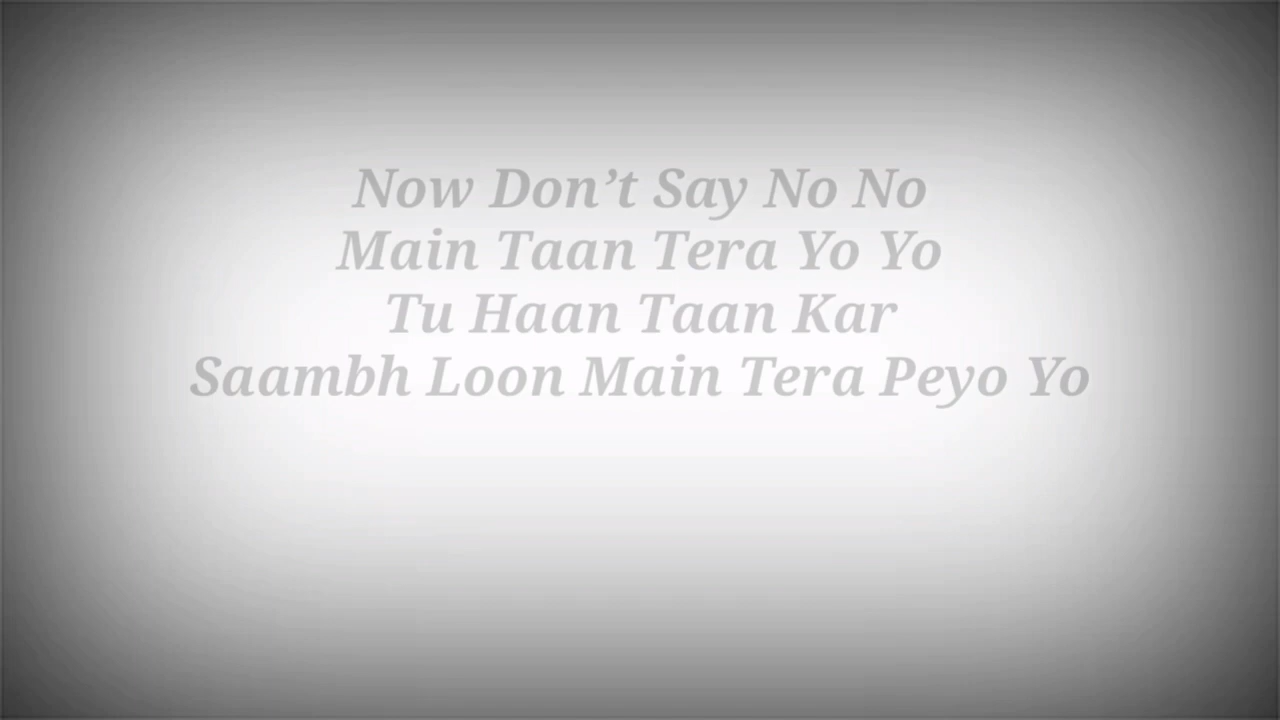 Now Don’t Say No No
Main Taan Tera Yo Yo
Tu Haan Taan Kar
Saambh Loon Main Tera Peyo Yo